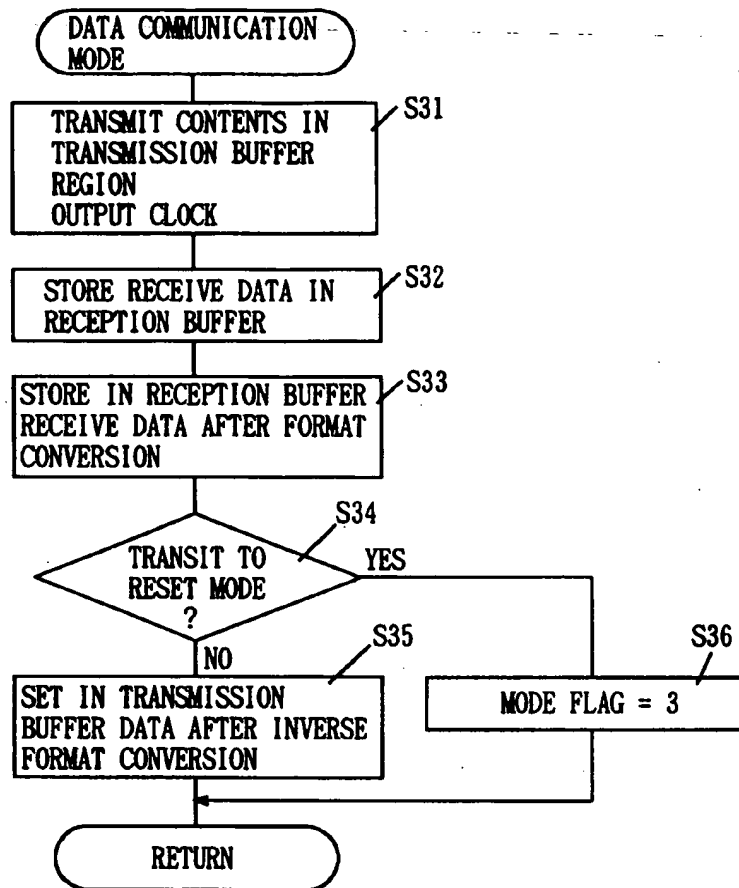 DATA COMMUNICATION
MODE
S31
TRANSMIT CONTENTS IN
TRANSMISSION BUFFER
REGION
OUTPUT CLOCK
S32
STORE RECEIVE DATA IN
RECEPTION BUFFER
S33
STORE IN RECEPTION BUFFER
RECEIVE DATA AFTER FORMAT
CONVERSION
S34
TRANSIT TO
RESET MODE
?
YES
NO
S35
SET IN TRANSMISSION
BUFFER DATA AFTER INVERSE
FORMAT CONVERSION
S36
MODE FLAG = 3
RETURN